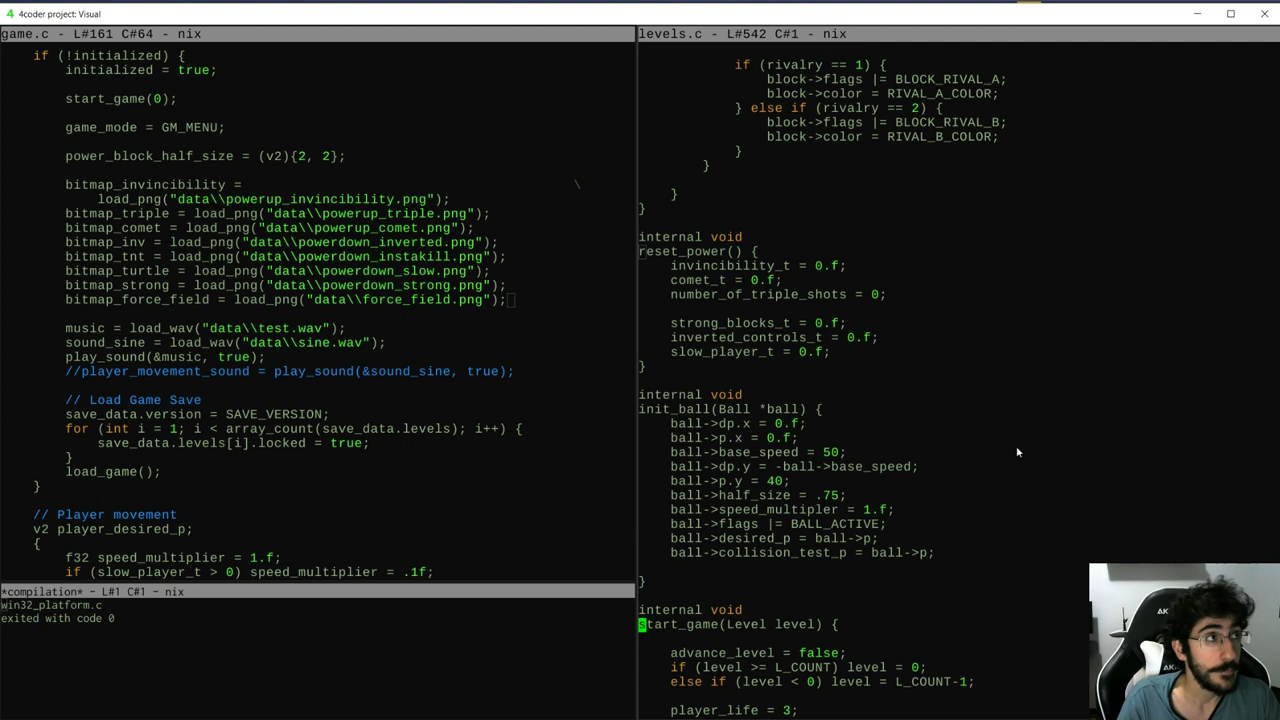 4 4coder project: Visual
game.c - L#161 C#64 - nix
if (!initialized) {
initialized = true;
start_game(0);
game_mode = GM_MENU;
power_block_half_size = (v2){2, 2};
bitmap_invincibility = \
load_png("data\\powerup_invincibility.png");
bitmap_triple = load_png("data\\powerup_triple.png");
bitmap_comet = load_png("data\\powerup_comet.png");
bitmap_inv = load_png("data\\powerdown_inverted.png");
bitmap_tnt = load_png("data\\powerdown_instakill.png");
bitmap_turtle = load_png("data\\powerdown_slow.png");
bitmap_strong = load_png("data\\powerdown_strong.png");
bitmap_force_field = load_png("data\\force_field.png");
music = load_wav("data\\test.wav");
sound_sine = load_wav("data\\sine.wav");
play_sound(&music, true);
//player_movement_sound = play_sound(&sound_sine, true);
// Load Game Save
save_data.version = SAVE_VERSION;
for (int i = 1; i < array_count(save_data.levels); i++) {
save_data.levels[i].locked = true;
}
load_game();
}
// Player movement
v2 player_desired_p;
{
f32 speed_multiplier = 1.f;
if (slow_player_t > 0) speed_multiplier = .1f;
*compilation* - L#1 C#1 - nix
win32_platform.c
exited with code 0
levels.c - L#542 C#1 - nix
if (rivalry == 1) {
block->flags |= BLOCK_RIVAL_A;
block->color = RIVAL_A_COLOR;
} else if (rivalry == 2) {
block->flags |= BLOCK_RIVAL_B;
block->color = RIVAL_B_COLOR;
}
}
}
}
internal void
reset_power() {
invincibility_t = 0.f;
comet_t = 0.f;
number_of_triple_shots = 0;
strong_blocks_t = 0.f;
inverted_controls_t = 0.f;
slow_player_t = 0.f;
}
internal void
init_ball(Ball *ball) {
ball->dp.x = 0.f;
ball->p.x = 0.f;
ball->base_speed = 50;
ball->dp.y = -ball->base_speed;
ball->p.y = 40;
ball->half_size = .75;
ball->speed_multipler = 1.f;
ball->flags |= BALL_ACTIVE;
ball->desired_p = ball->p;
ball->collision_test_p = ball->p;
}
internal void
start_game(Level level) {
advance_level = false;
if (level >= L_COUNT) level = 0;
else if (level < 0) level = L_COUNT-1;
player_life = 3;